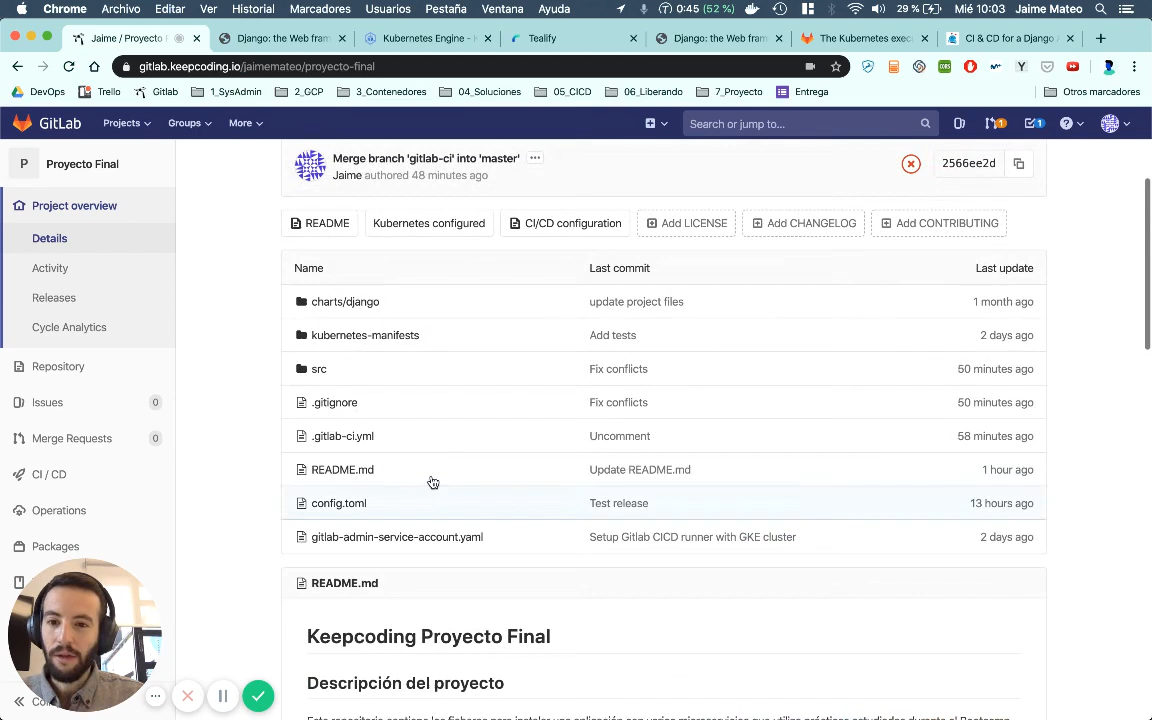 Chrome Archivo Editar Ver Historial Marcadores Usuarios Pestaña Ventana Ayuda 0:45 (52 %) 29 % Mié 10:03 Jaime Mateo
Jaime / Proyecto F Django: the Web fram Kubernetes Engine - K Tealify Django: the Web fram The Kubernetes exec CI & CD for a Django A
gitlab.keepcoding.io/jaimemateo/proyecto-final
DevOps Trello Gitlab 1_SysAdmin 2_GCP 3_Contenedores 04_Soluciones 05_CICD 06_Liberando 7_Proyecto Entrega Otros marcadores
GitLab Projects Groups More Search or jump to... 1 1
P Proyecto Final
Project overview
Details
Activity
Releases
Cycle Analytics
Repository
Issues 0
Merge Requests 0
CI / CD
Operations
Packages
Merge branch 'gitlab-ci' into 'master'
Jaime authored 48 minutes ago
2566ee2d
README Kubernetes configured CI/CD configuration Add LICENSE Add CHANGELOG Add CONTRIBUTING
Name Last commit Last update
charts/django update project files 1 month ago
kubernetes-manifests Add tests 2 days ago
src Fix conflicts 50 minutes ago
.gitignore Fix conflicts 50 minutes ago
.gitlab-ci.yml Uncomment 58 minutes ago
README.md Update README.md 1 hour ago
config.toml Test release 13 hours ago
gitlab-admin-service-account.yaml Setup Gitlab CICD runner with GKE cluster 2 days ago
README.md
Keepcoding Proyecto Final
Descripción del proyecto